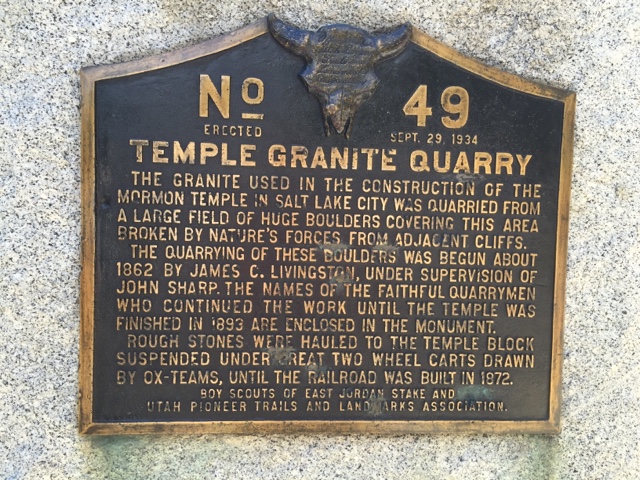 No 49
ERECTED SEPT. 29, 1934
TEMPLE GRANITE QUARRY
THE GRANITE USED IN THE CONSTRUCTION OF THE
MORMON TEMPLE IN SALT LAKE CITY WAS QUARRIED FROM
A LARGE FIELD OF HUGE BOULDERS COVERING THIS AREA
BROKEN BY NATURE'S FORCES FROM ADJACENT CLIFFS.
THE QUARRYING OF THESE BOULDERS WAS BEGUN ABOUT
1862 BY JAMES C. LIVINGSTON, UNDER SUPERVISION OF
JOHN SHARP. THE NAMES OF THE FAITHFUL QUARRYMEN
WHO CONTINUED THE WORK UNTIL THE TEMPLE WAS
FINISHED IN 1893 ARE ENCLOSED IN THE MONUMENT.
ROUGH STONES WERE HAULED TO THE TEMPLE BLOCK
SUSPENDED UNDER GREAT TWO WHEEL CARTS DRAWN
BY OX-TEAMS, UNTIL THE RAILROAD WAS BUILT IN 1872.
BOY SCOUTS OF EAST JORDAN STAKE AND
UTAH PIONEER TRAILS AND LANDMARKS ASSOCIATION.